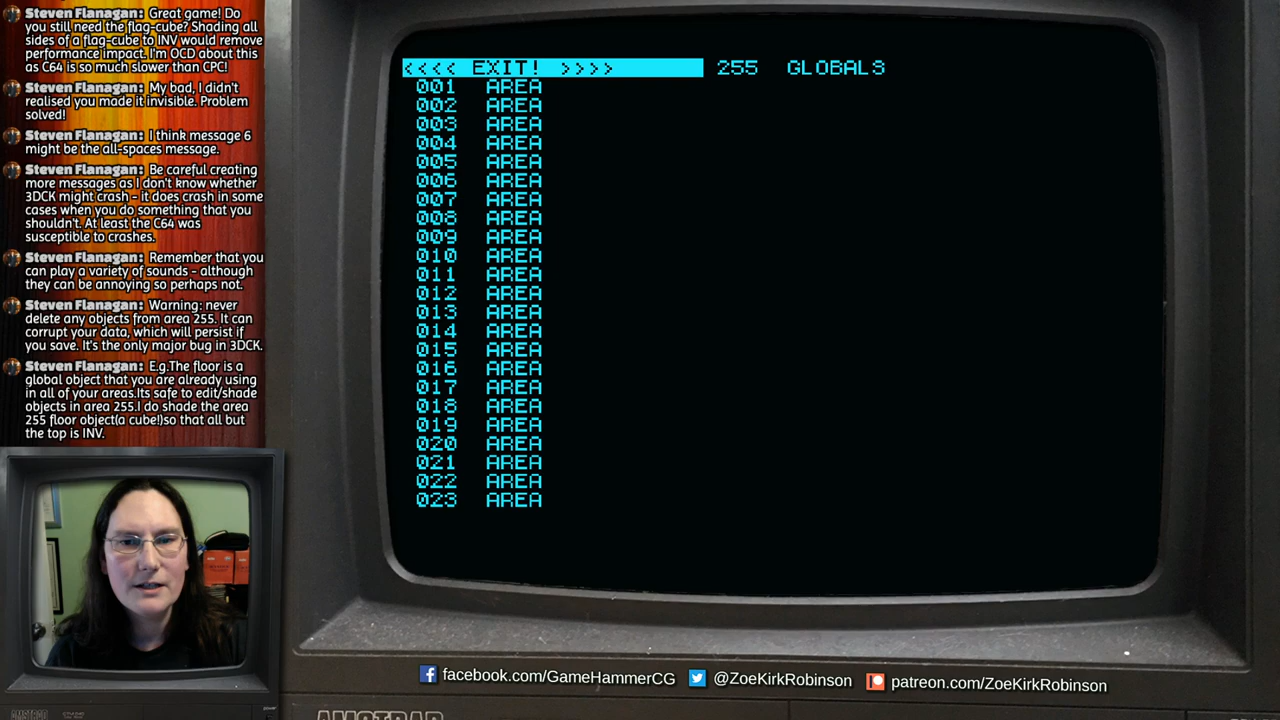 Steven Flanagan: Great game! Do
you still need the flag-cube? Shading all
sides of a flag-cube to INV would remove
performance impact. I'm OCD about this
as C64 is so much slower than CPC!
Steven Flanagan: My bad, I didn't
realised you made it invisible. Problem
solved!
Steven Flanagan: I think message 6
might be the all-spaces message.
Steven Flanagan: Be careful creating
more messages as I don't know whether
3DCK might crash - it does crash in some
cases when you do something that you
shouldn't. At least the C64 was
susceptible to crashes.
Steven Flanagan: Remember that you
can play a variety of sounds - although
they can be annoying so perhaps not.
Steven Flanagan: Warning: never
delete any objects from area 255. It can
corrupt your data, which will persist if
you save. It's the only major bug in 3DCK.
Steven Flanagan: E.g.The floor is a
global object that you are already using
in all of your areas.Its safe to edit/shade
objects in area 255.I do shade the area
255 floor object(a cube!)so that all but
the top is INV.
<<<< EXIT! >>>> 255 GLOBALS
001 AREA
002 AREA
003 AREA
004 AREA
005 AREA
006 AREA
007 AREA
008 AREA
009 AREA
010 AREA
011 AREA
012 AREA
013 AREA
014 AREA
015 AREA
016 AREA
017 AREA
018 AREA
019 AREA
020 AREA
021 AREA
022 AREA
023 AREA
facebook.com/GameHammerCG @ZoeKirkRobinson patreon.com/ZoeKirkRobinson
AMSTRAD